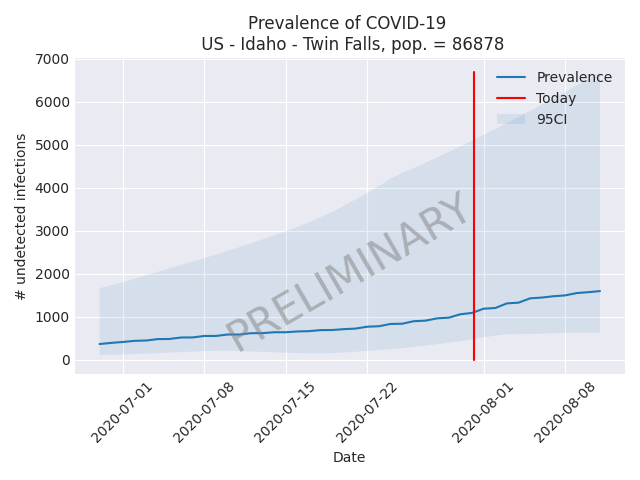 Prevalence of COVID-19
US - Idaho - Twin Falls, pop. = 86878
7000
6000
5000
4000
3000
2000
1000
0
# undetected infections
Prevalence
Today
95CI
PRELIMINARY
2020-07-01
2020-07-08
2020-07-15
2020-07-22
2020-08-01
2020-08-08
Date